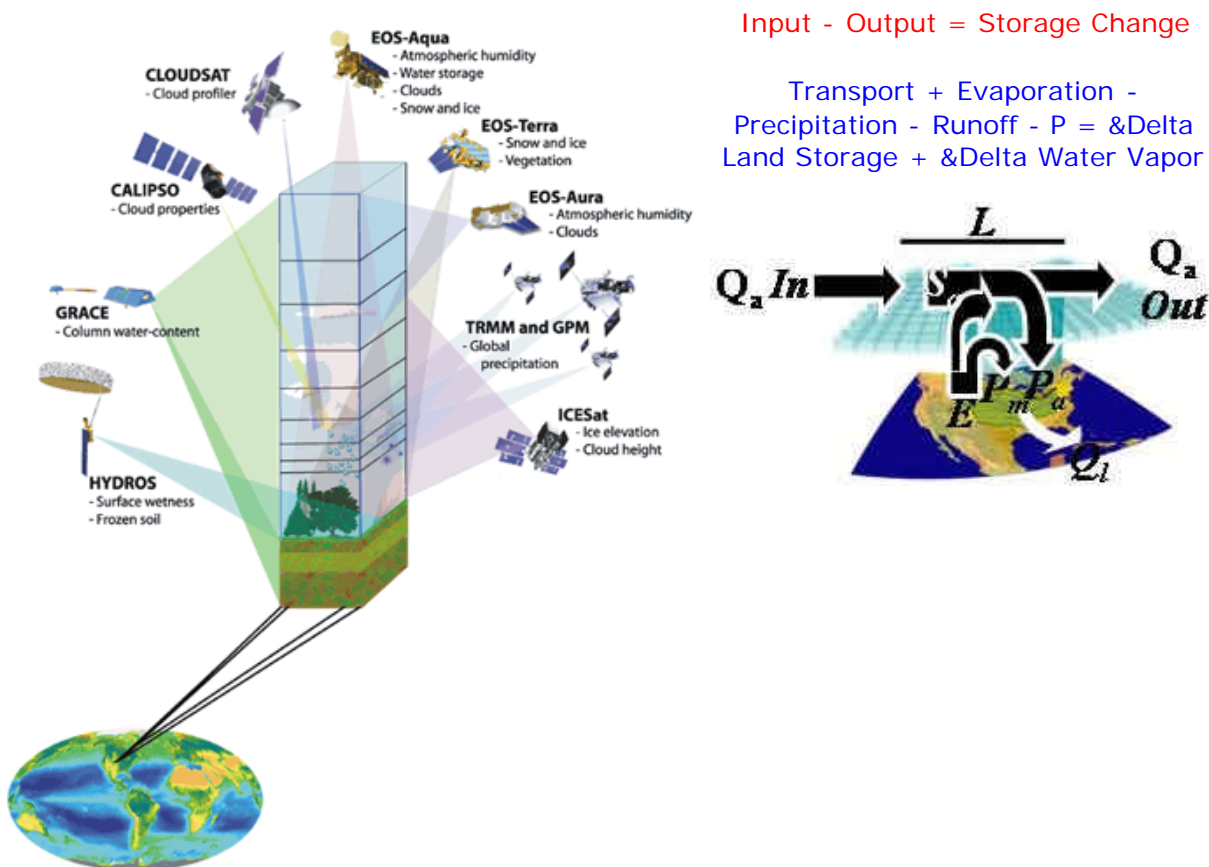 EOS-Aqua
- Atmospheric humidity
- Water storage
- Clouds
- Snow and ice
CLOUDSAT
- Cloud profiler
EOS-Terra
- Snow and ice
- Vegetation
CALIPSO
- Cloud properties
EOS-Aura
- Atmospheric humidity
- Clouds
GRACE
- Column water-content
TRMM and GPM
- Global
precipitation
ICESat
- Ice elevation
- Cloud height
HYDROS
- Surface wetness
- Frozen soil
Input - Output = Storage Change
Transport + Evaporation -
Precipitation - Runoff - P = &Delta
Land Storage + &Delta Water Vapor
L
Qa In
Qa
Out
E
Pm
Pa
Ql